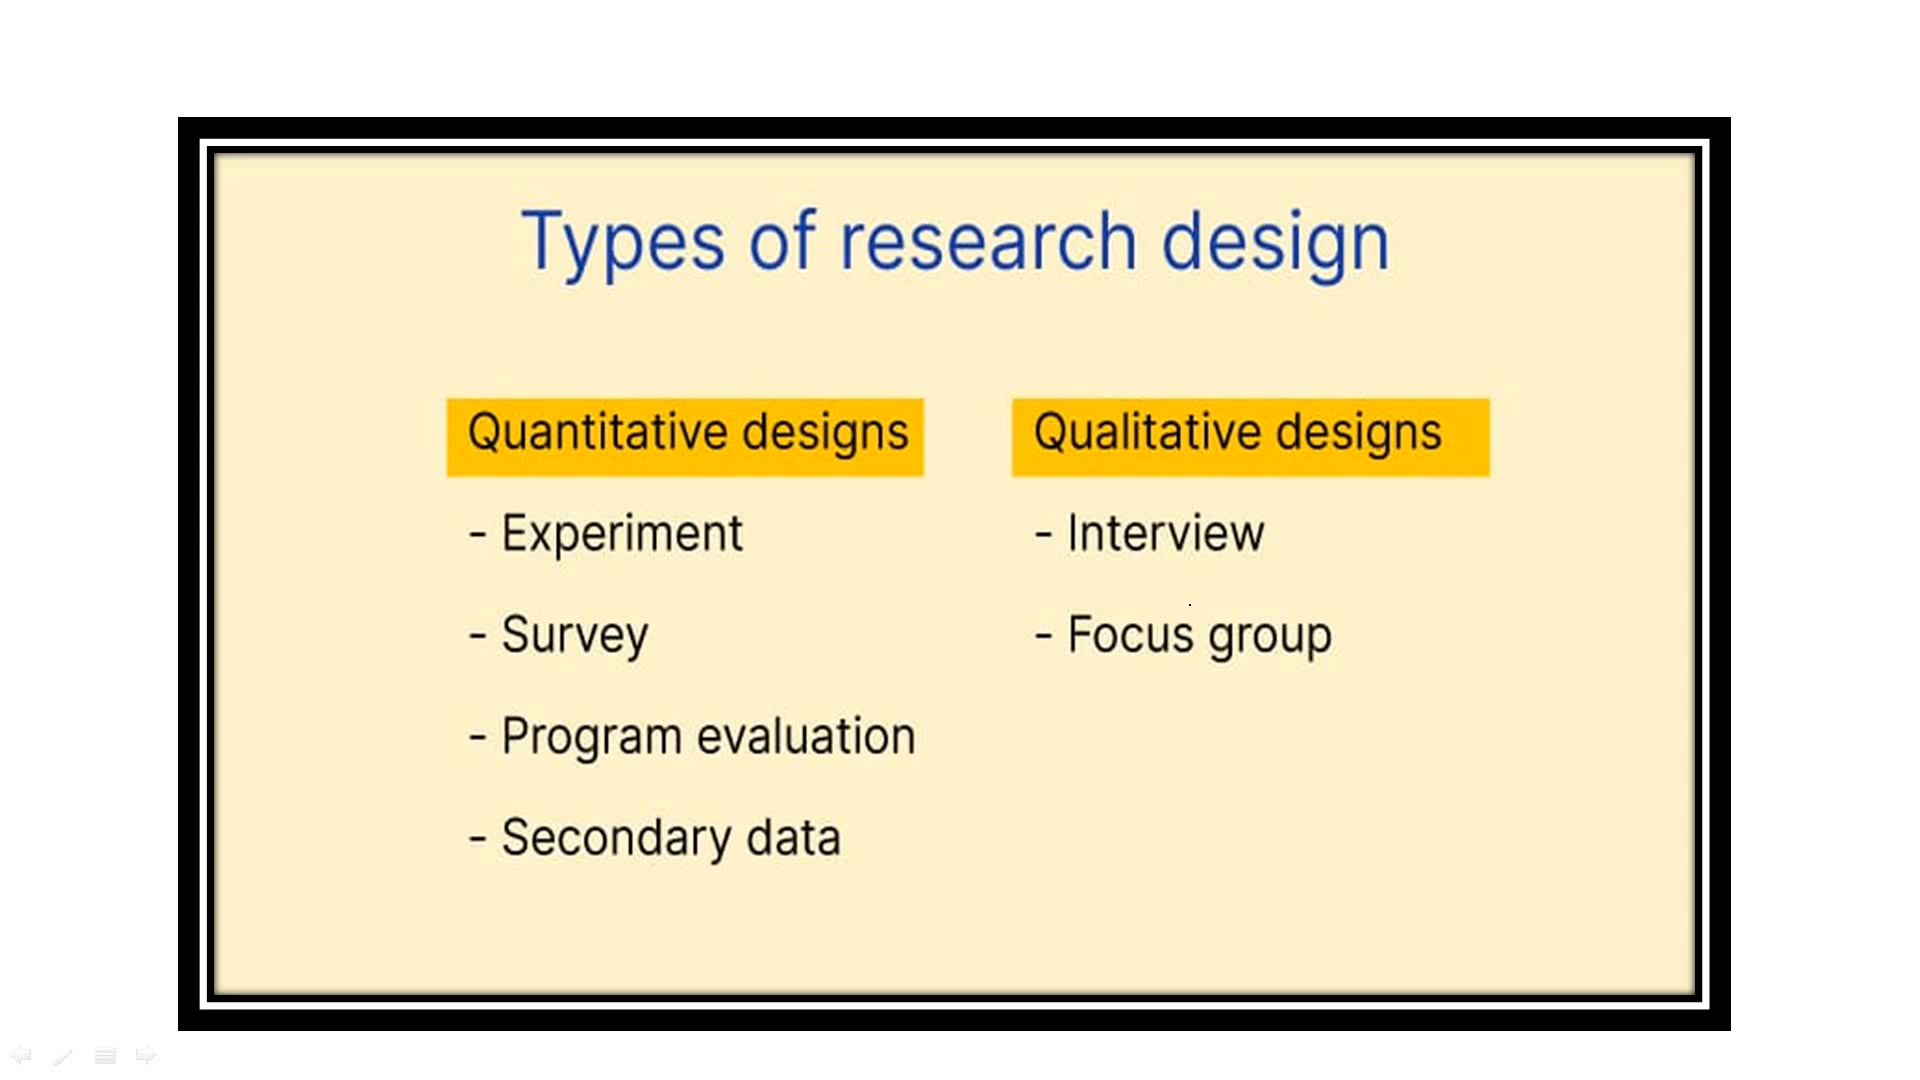 Types of research design
Quantitative designs
- Experiment
- Survey
- Program evaluation
- Secondary data
Qualitative designs
- Interview
- Focus group